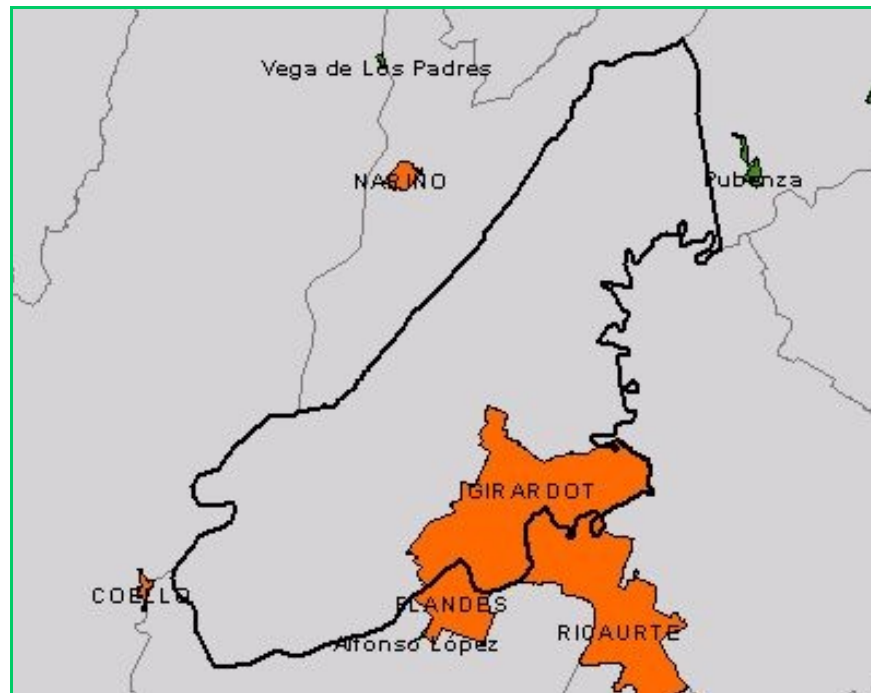 Vega de Los Padres
NARIÑO
Pubenza
GIRARDOT
COELLO
FLANDES
RICAURTE
Alfonso López